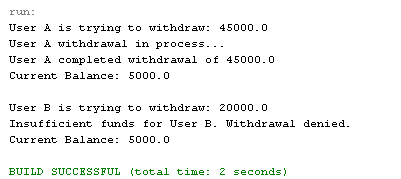 run:
User A is trying to withdraw: 45000.0
User A withdrawal in process...
User A completed withdrawal of 45000.0
Current Balance: 5000.0
User B is trying to withdraw: 20000.0
Insufficient funds for User B. Withdrawal denied.
Current Balance: 5000.0
BUILD SUCCESSFUL (total time: 2 seconds)